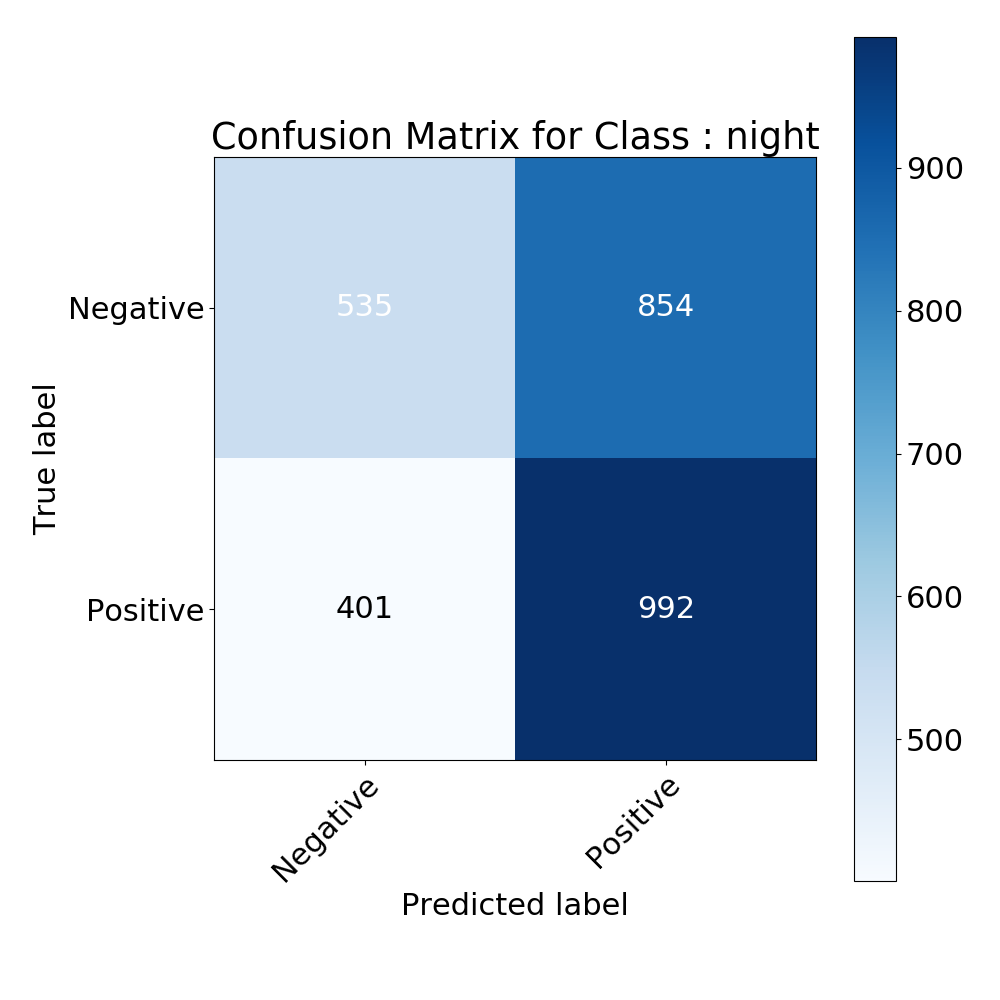 Confusion Matrix for Class : night
True label
Negative
535
854
Positive
401
992
Negative
Positive
Predicted label
900
800
700
600
500